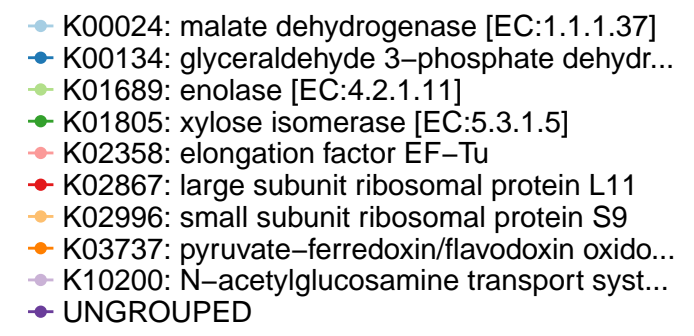 K00024: malate dehydrogenase [EC:1.1.1.37]
K00134: glyceraldehyde 3−phosphate dehydr...
K01689: enolase [EC:4.2.1.11]
K01805: xylose isomerase [EC:5.3.1.5]
K02358: elongation factor EF−Tu
K02867: large subunit ribosomal protein L11
K02996: small subunit ribosomal protein S9
K03737: pyruvate−ferredoxin/flavodoxin oxido...
K10200: N−acetylglucosamine transport syst...
UNGROUPED